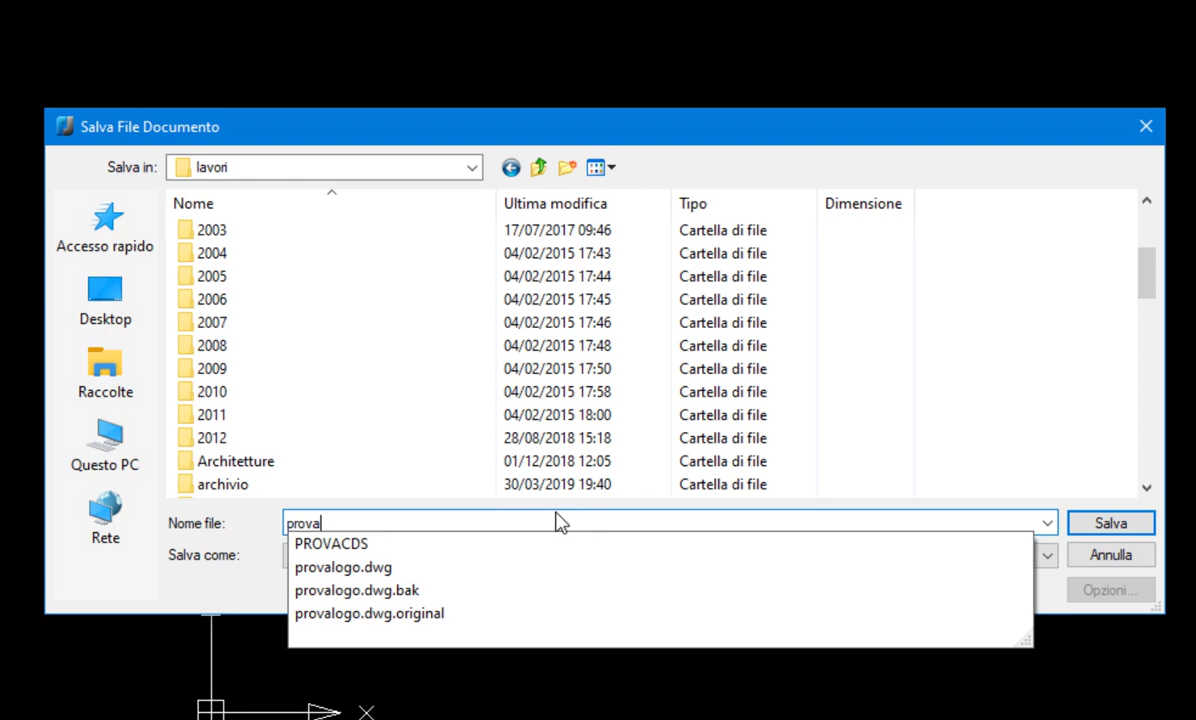 Salva File Documento
Salva in: lavori
Nome Ultima modifica Tipo Dimensione
2003 17/07/2017 09:46 Cartella di file
2004 04/02/2015 17:43 Cartella di file
2005 04/02/2015 17:44 Cartella di file
2006 04/02/2015 17:45 Cartella di file
2007 04/02/2015 17:46 Cartella di file
2008 04/02/2015 17:48 Cartella di file
2009 04/02/2015 17:50 Cartella di file
2010 04/02/2015 17:58 Cartella di file
2011 04/02/2015 18:00 Cartella di file
2012 28/08/2018 15:18 Cartella di file
Architetture 01/12/2018 12:05 Cartella di file
archivio 30/03/2019 19:40 Cartella di file
Accesso rapido
Desktop
Raccolte
Questo PC
Rete
Nome file: prova Salva
Salva come: Annulla
Opzioni...
PROVACDS
provalogo.dwg
provalogo.dwg.bak
provalogo.dwg.original
X